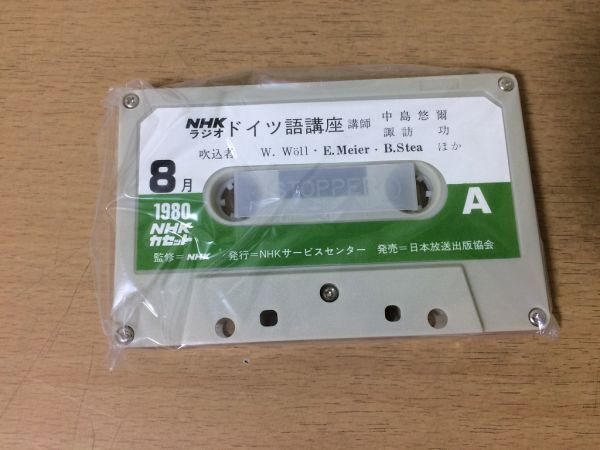 NHK
ラジオ ドイツ語講座 講師 中島悠爾
諏訪功
吹込者 W. Wöll・E.Meier・B.Stea ほか
8月
STOPPER
A
1980
NHK
カセット
監修=NHK 発行=NHKサービスセンター 発売=日本放送出版協会